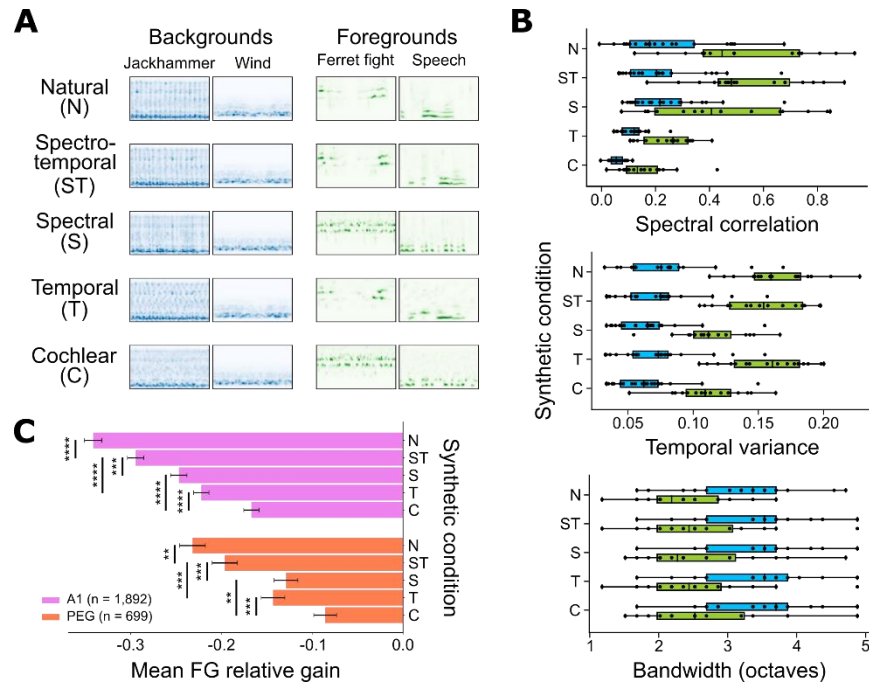 A
Backgrounds
Foregrounds
Jackhammer
Wind
Ferret fight
Speech
Natural
(N)
Spectro-
temporal
(ST)
Spectral
(S)
Temporal
(T)
Cochlear
(C)
B
N
ST
S
T
C
0.0 0.2 0.4 0.6 0.8
Spectral correlation
Synthetic condition
N
ST
S
T
C
0.05 0.10 0.15 0.20
Temporal variance
N
ST
S
T
C
1 2 3 4 5
Bandwidth (octaves)
C
Synthetic condition
N
ST
S
T
C
****
***
****
****
****
N
ST
S
T
C
**
***
***
**
***
A1 (n = 1,892)
PEG (n = 699)
-0.3 -0.2 -0.1 0.0
Mean FG relative gain